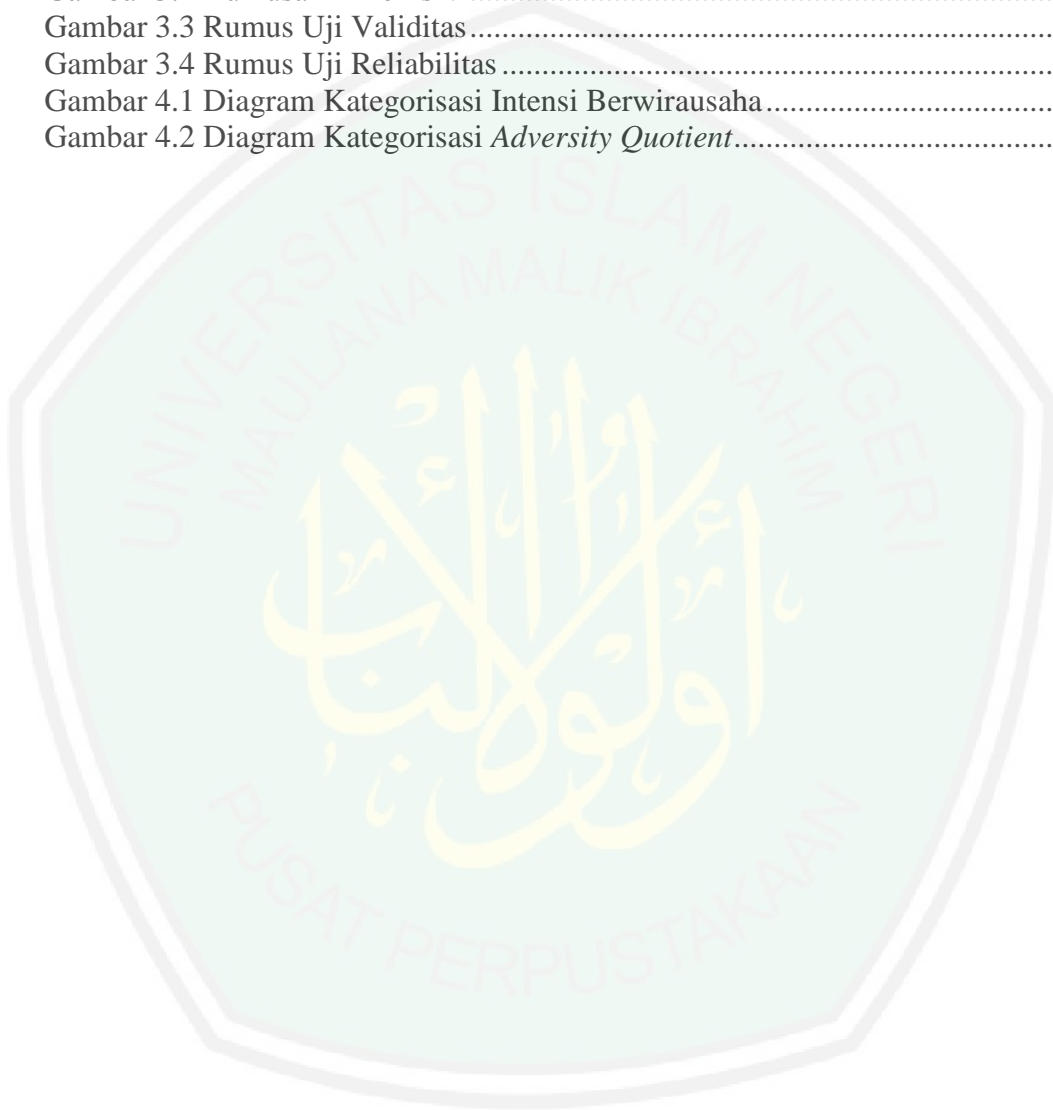 Gambar 3.3 Rumus Uji Validitas................................................................
Gambar 3.4 Rumus Uji Reliabilitas................................................................
Gambar 4.1 Diagram Kategorisasi Intensi Berwirausaha................................
Gambar 4.2 Diagram Kategorisasi Adversity Quotient................................
UNIVERSITAS ISLAM NEGERI
MAULANA MALIK IBRAHIM
PUSAT PERPUSTAKAAN